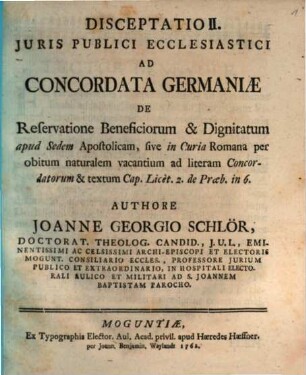 DISCEPTATIO II.
JURIS PUBLICI ECCLESIASTICI
AD
CONCORDATA GERMANIÆ
DE
Reservatione Beneficiorum & Dignitatum
apud Sedem Apostolicam, sive in Curia Romana per
obitum naturalem vacantium ad literam Concor-
datorum & textum Cap. Licèt. 2. de Præb. in 6.
AUTHORE
JOANNE GEORGIO SCHLÖR,
DOCTORAT. THEOLOG. CANDID., J.U.L., EMI-
NENTISSIMI AC CELSISSIMI ARCHI-EPISCOPI ET ELECTORIS
MOGUNT. CONSILIARIO ECCLES., PROFESSORE JURIUM
PUBLICO ET EXTRAORDINARIO, IN HOSPITALI ELECTO-
RALI AULICO ET MILITARI AD S. JOANNEM
BAPTISTAM PAROCHO.
MOGUNTIÆ,
Ex Typographia Elector. Aul. Acad. privil. apud Hæredes Hæffner.
per Joann. Benjamin, Waylandt 1762.